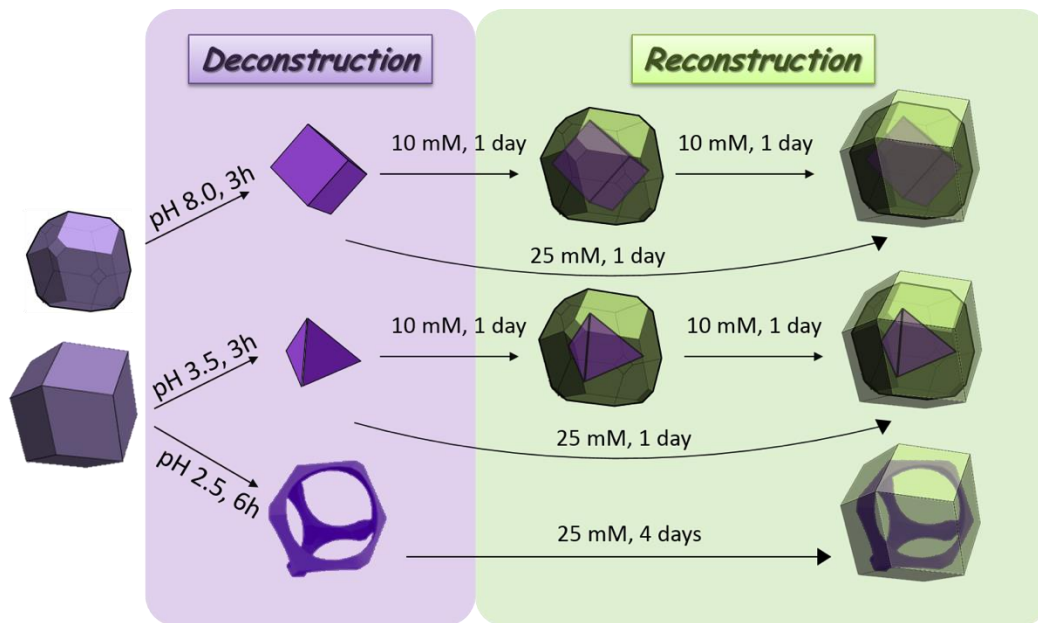 Deconstruction
Reconstruction
pH 8.0, 3h
10 mM, 1 day
10 mM, 1 day
25 mM, 1 day
pH 3.5, 3h
10 mM, 1 day
10 mM, 1 day
25 mM, 1 day
pH 2.5, 6h
25 mM, 4 days